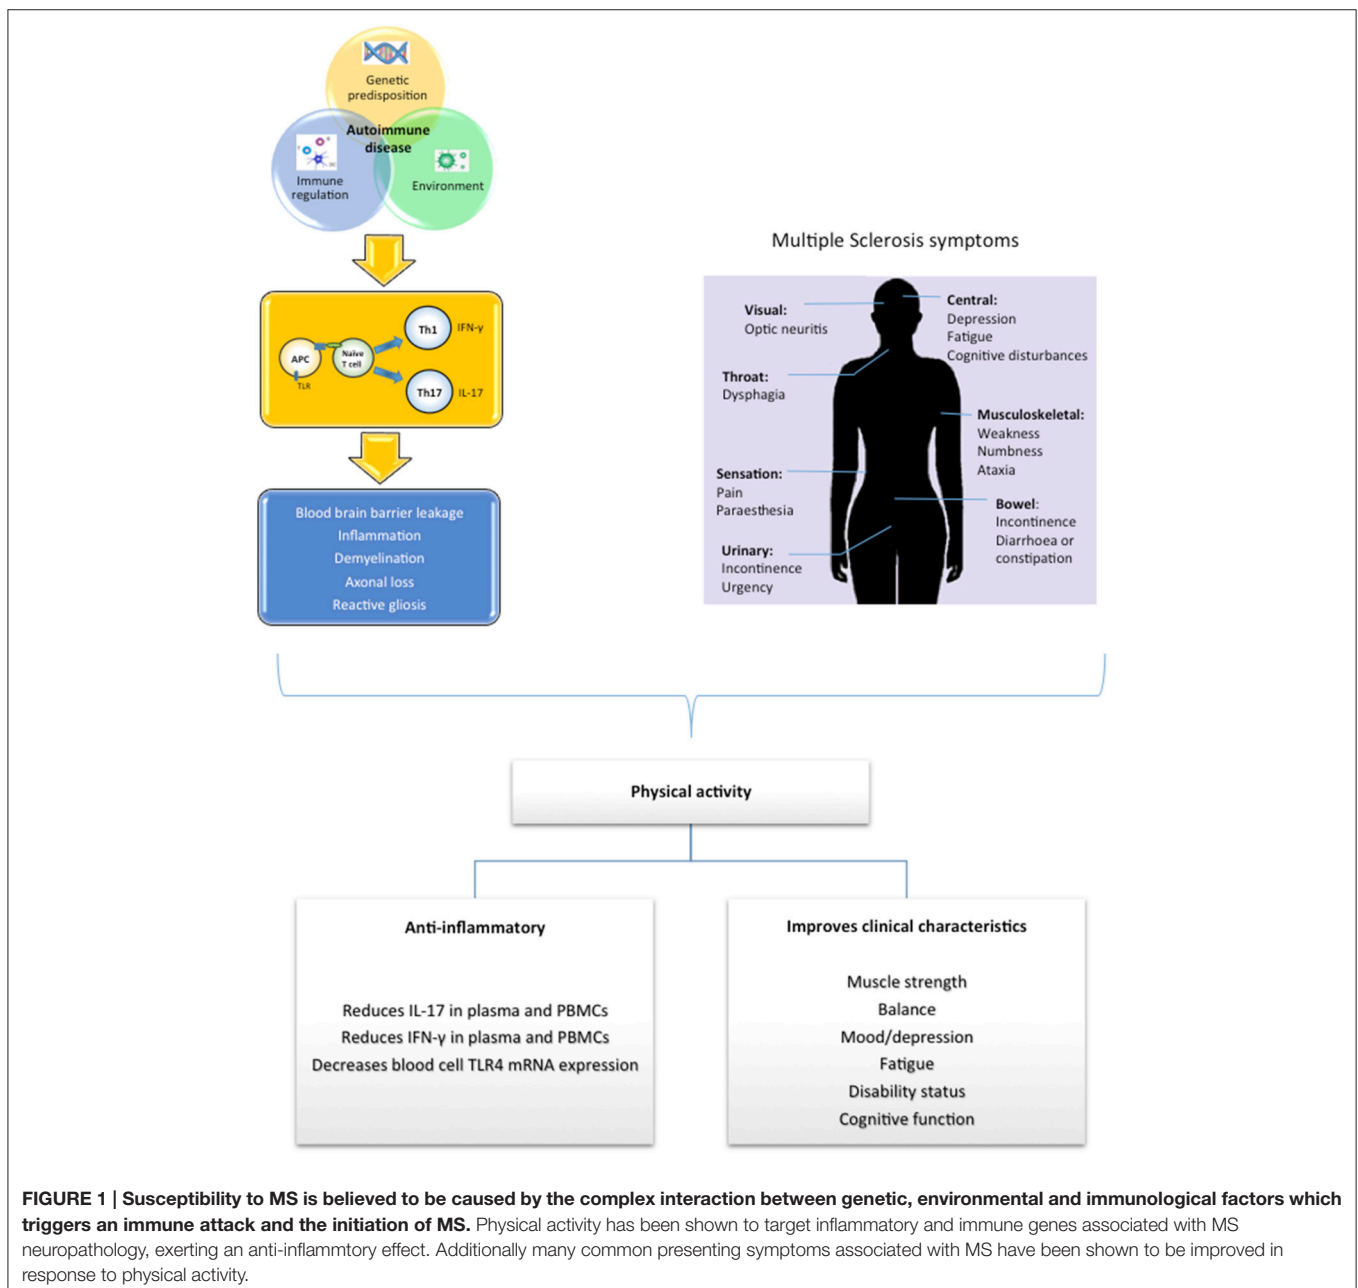 Genetic
predisposition
Autoimmune
disease
Immune
regulation
Environment
APC
TLR
Naïve
T cell
Th1
IFN-γ
Th17
IL-17
Blood brain barrier leakage
Inflammation
Demyelination
Axonal loss
Reactive gliosis
Multiple Sclerosis symptoms
Visual:
Optic neuritis
Throat:
Dysphagia
Sensation:
Pain
Paraesthesia
Urinary:
Incontinence
Urgency
Central:
Depression
Fatigue
Cognitive disturbances
Musculoskeletal:
Weakness
Numbness
Ataxia
Bowel:
Incontinence
Diarrhoea or
constipation
Physical activity
Anti-inflammatory
Reduces IL-17 in plasma and PBMCs
Reduces IFN-γ in plasma and PBMCs
Decreases blood cell TLR4 mRNA expression
Improves clinical characteristics
Muscle strength
Balance
Mood/depression
Fatigue
Disability status
Cognitive function
FIGURE 1 | Susceptibility to MS is believed to be caused by the complex interaction between genetic, environmental and immunological factors which
triggers an immune attack and the initiation of MS. Physical activity has been shown to target inflammatory and immune genes associated with MS
neuropathology, exerting an anti-inflammtory effect. Additionally many common presenting symptoms associated with MS have been shown to be improved in
response to physical activity.